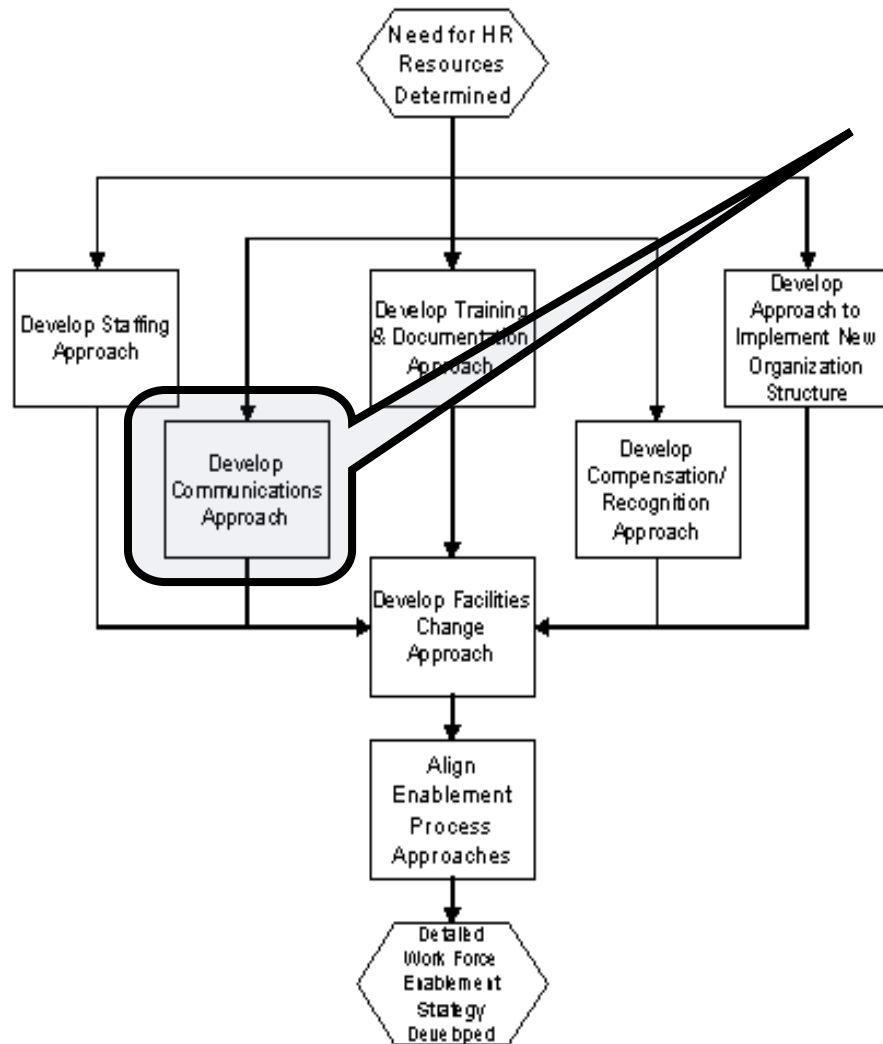 Need for HR
Resources
Determined
Develop Staffing
Approach
Develop Training
& Documentation
Approach
Develop
Approach to
Implement New
Organization
Structure
Develop
Communications
Approach
Develop
Compensation/
Recognition
Approach
Develop Facilities
Change
Approach
Align
Enablement
Process
Approaches
Detailed
Work Force
Enablement
Strategy
Developed